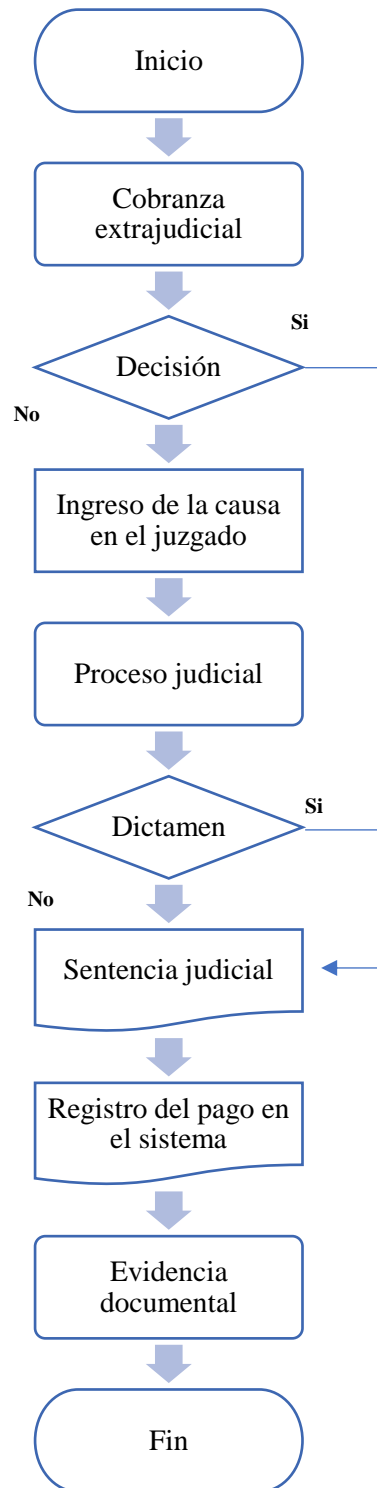 Inicio
Cobranza
extrajudicial
Si
Decisión
No
Ingreso de la causa
en el juzgado
Proceso judicial
Si
Dictamen
No
Sentencia judicial
Registro del pago en
el sistema
Evidencia
documental
Fin